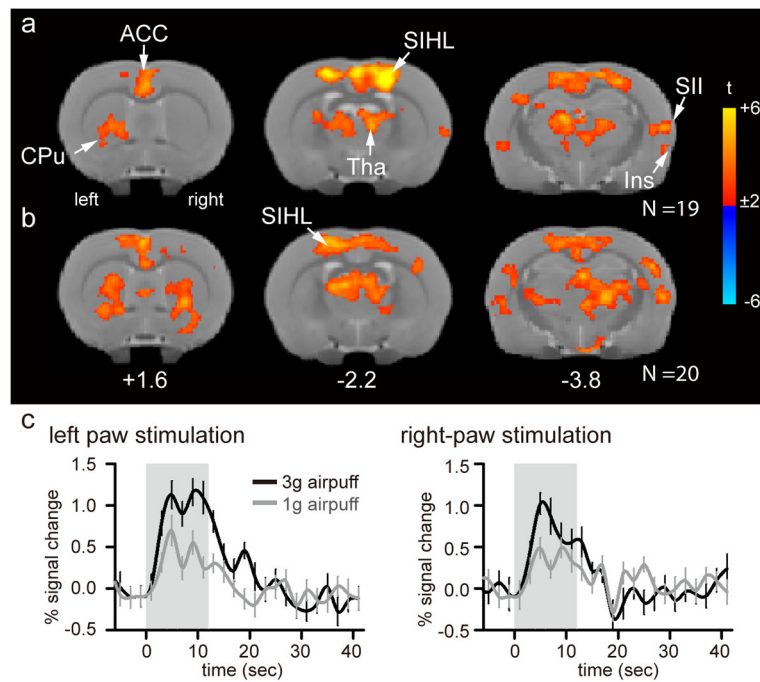 a
ACC
SIHL
SII
t
+6
CPu
Tha
Ins
left
right
N =19
±2
b
SIHL
-6
+1.6
-2.2
-3.8
N =20
c
left paw stimulation
right-paw stimulation
% signal change
1.5
1.0
0.5
0.0
-0.5
3g airpuff
1g airpuff
0
10
20
30
40
time (sec)
% signal change
1.5
1.0
0.5
0.0
-0.5
0
10
20
30
40
time (sec)